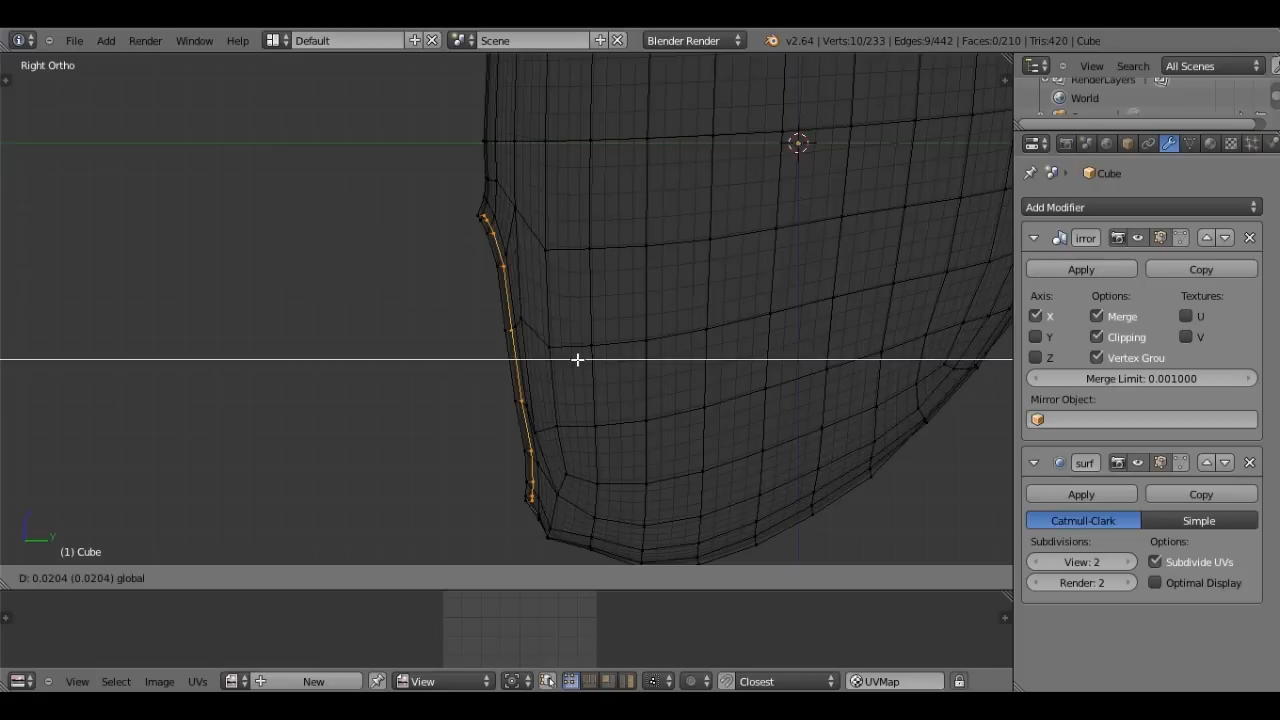 File Add Render Window Help Default Scene Blender Render v2.64 | Verts:10/233 | Edges:9/442 | Faces:0/210 | Tris:420 | Cube
Right Ortho
View Search All Scenes
RenderLayers
World
Cube
Add Modifier
irror
Apply Copy
Axis: Options: Textures:
X Merge U
Y Clipping V
Z Vertex Grou
Merge Limit: 0.001000
Mirror Object:
surf
Apply Copy
Catmull-Clark Simple
Subdivisions: Options:
View: 2 Subdivide UVs
Render: 2 Optimal Display
y
(1) Cube
D: 0.0204 (0.0204) global
View Select Image UVs New View Closest UVMap